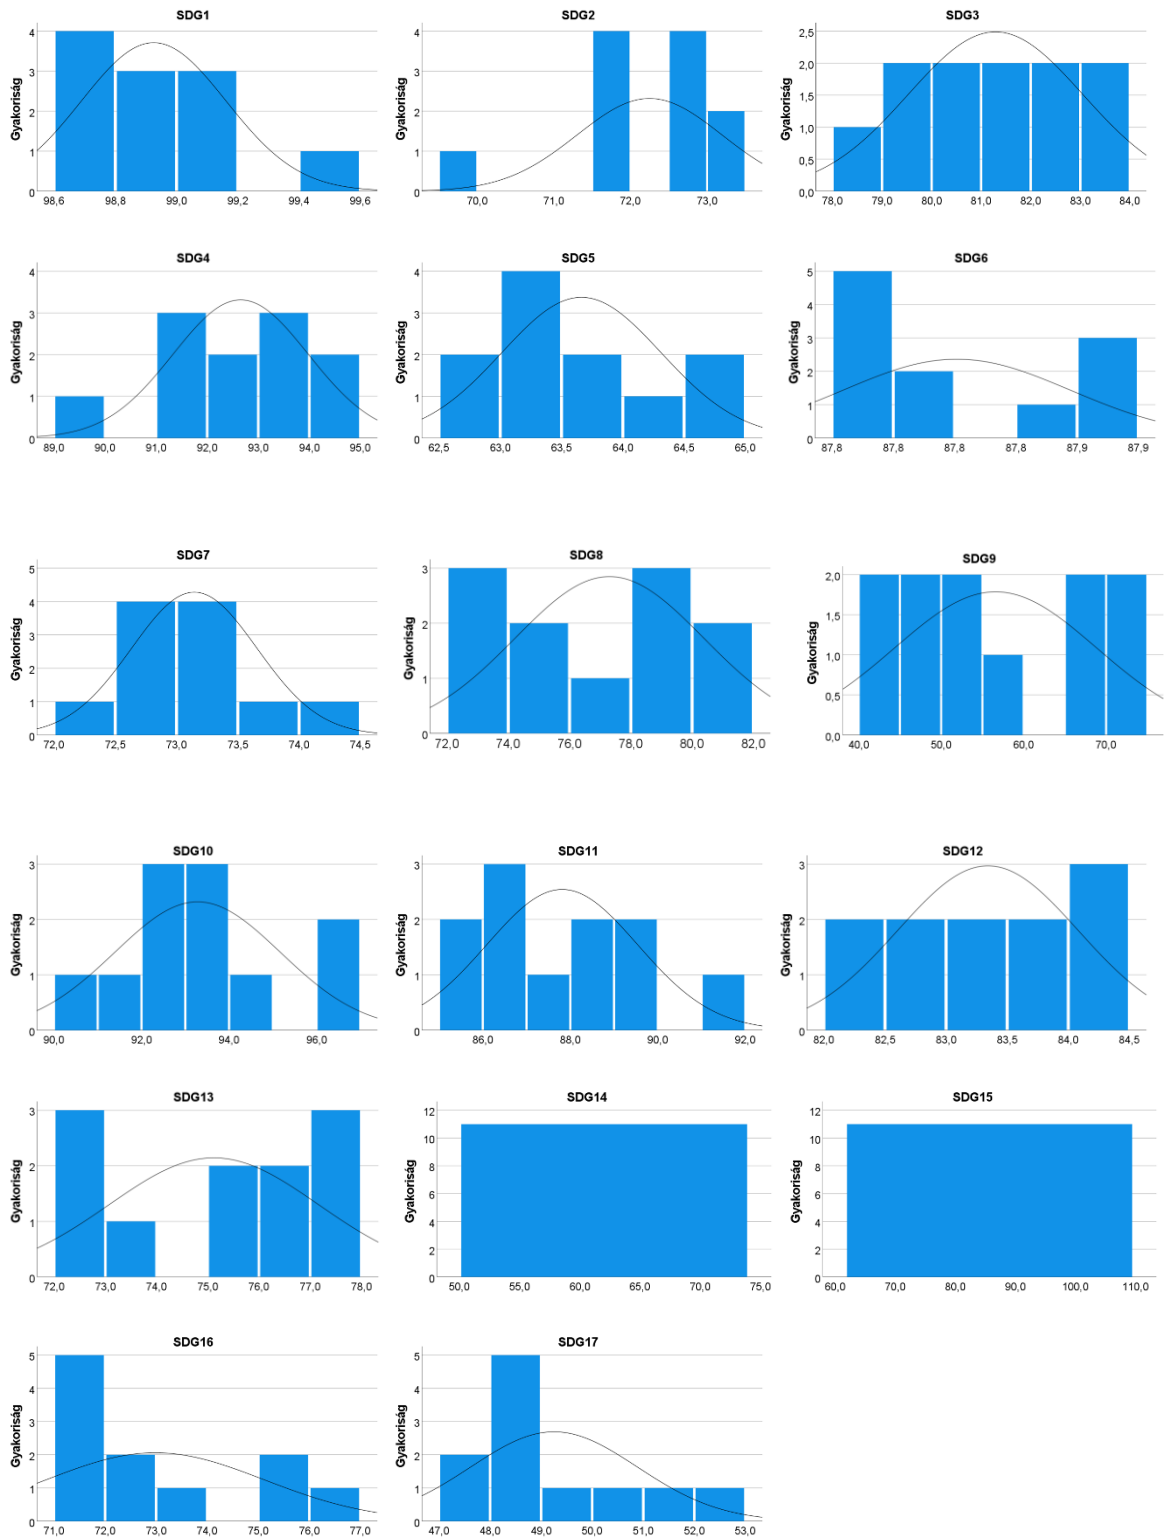 SDG1
Gyakoriság
4
3
2
1
0
98,6 98,8 99,0 99,2 99,4 99,6
SDG2
Gyakoriság
4
3
2
1
0
70,0 71,0 72,0 73,0
SDG3
Gyakoriság
2,5
2,0
1,5
1,0
0,5
0,0
78,0 79,0 80,0 81,0 82,0 83,0 84,0
SDG4
Gyakoriság
4
3
2
1
0
89,0 90,0 91,0 92,0 93,0 94,0 95,0
SDG5
Gyakoriság
4
3
2
1
0
62,5 63,0 63,5 64,0 64,5 65,0
SDG6
Gyakoriság
5
4
3
2
1
0
87,8 87,8 87,8 87,8 87,9 87,9
SDG7
Gyakoriság
5
4
3
2
1
0
72,0 72,5 73,0 73,5 74,0 74,5
SDG8
Gyakoriság
3
2
1
0
72,0 74,0 76,0 78,0 80,0 82,0
SDG9
Gyakoriság
2,0
1,5
1,0
0,5
0,0
40,0 50,0 60,0 70,0
SDG10
Gyakoriság
3
2
1
0
90,0 92,0 94,0 96,0
SDG11
Gyakoriság
3
2
1
0
86,0 88,0 90,0 92,0
SDG12
Gyakoriság
3
2
1
0
82,0 82,5 83,0 83,5 84,0 84,5
SDG13
Gyakoriság
3
2
1
0
72,0 73,0 74,0 75,0 76,0 77,0 78,0
SDG14
Gyakoriság
12
10
8
6
4
2
0
50,0 55,0 60,0 65,0 70,0 75,0
SDG15
Gyakoriság
12
10
8
6
4
2
0
60,0 70,0 80,0 90,0 100,0 110,0
SDG16
Gyakoriság
5
4
3
2
1
0
71,0 72,0 73,0 74,0 75,0 76,0 77,0
SDG17
Gyakoriság
5
4
3
2
1
0
47,0 48,0 49,0 50,0 51,0 52,0 53,0